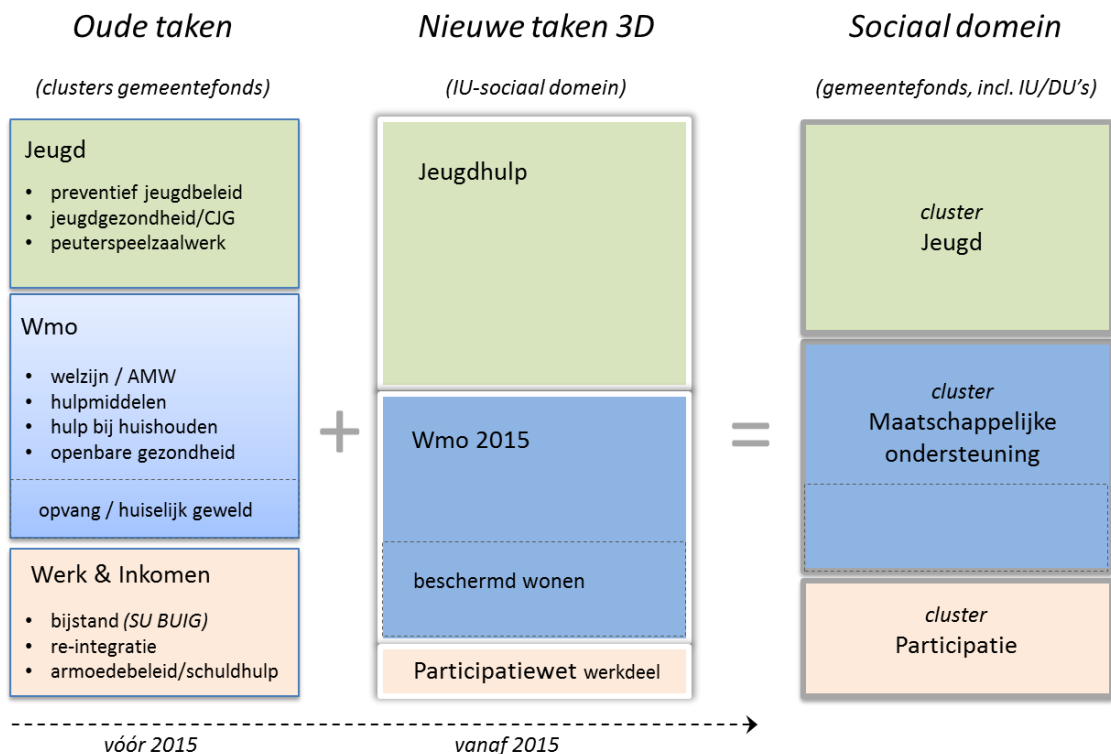 Oude taken
(clusters gemeentefonds)
Jeugd
• preventief jeugdbeleid
• jeugdgezondheid/CJG
• peuterspeelzaalwerk
Wmo
• welzijn / AMW
• hulpmiddelen
• hulp bij huishouden
• openbare gezondheid
opvang / huiselijk geweld
Werk & Inkomen
• bijstand (SU BUIG)
• re-integratie
• armoedebeleid/schuldhulp
+
Nieuwe taken 3D
(IU-sociaal domein)
Jeugdhulp
Wmo 2015
beschermd wonen
Participatiewet werkdeel
=
Sociaal domein
(gemeentefonds, incl. IU/DU's)
cluster
Jeugd
cluster
Maatschappelijke
ondersteuning
cluster
Participatie
vóór 2015
vanaf 2015